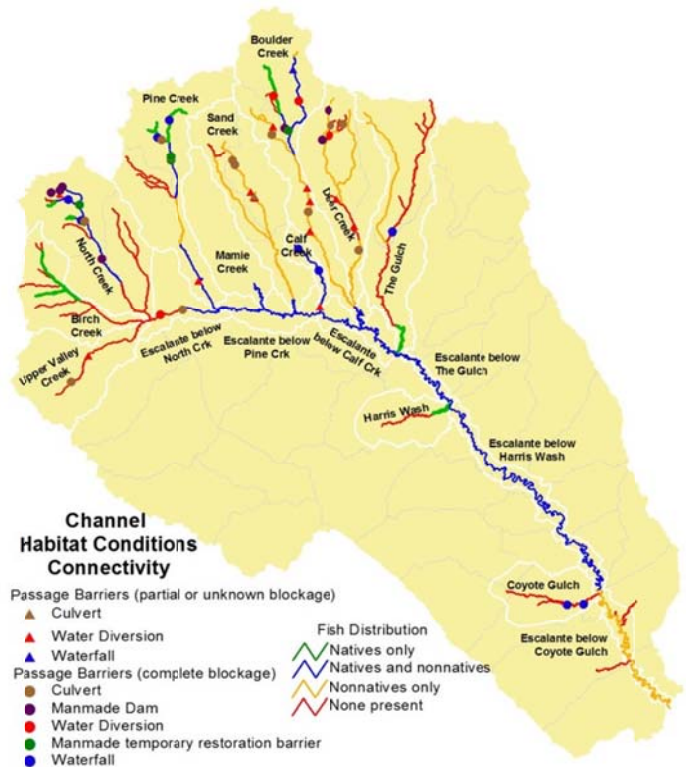 Boulder
Creek
Pine Creek
Sand
Creek
Deer Creek
Calf
Creek
The Gulch
North Creek
Mamie
Creek
Birch
Creek
Upper Valley
Creek
Escalante below
North Crk
Escalante below
Pine Crk
Escalante
below Calf Crk
Escalante below
The Gulch
Harris Wash
Escalante below
Harris Wash
Coyote Gulch
Escalante below
Coyote Gulch
Channel
Habitat Conditions
Connectivity
Passage Barriers (partial or unknown blockage)
Culvert
Water Diversion
Waterfall
Passage Barriers (complete blockage)
Culvert
Manmade Dam
Water Diversion
Manmade temporary restoration barrier
Waterfall
Fish Distribution
Natives only
Natives and nonnatives
Nonnatives only
None present